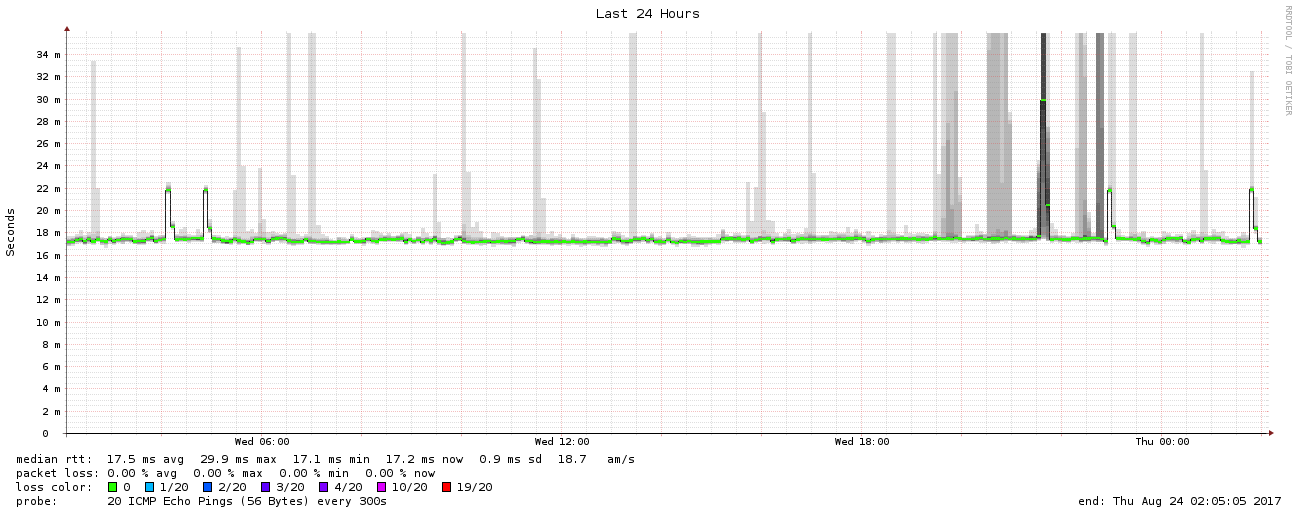 Last 24 Hours
RRDTOOL / TOBI OETIKER
Seconds
34 m
32 m
30 m
28 m
26 m
24 m
22 m
20 m
18 m
16 m
14 m
12 m
10 m
8 m
6 m
4 m
2 m
0
Wed 06:00 Wed 12:00 Wed 18:00 Thu 00:00
median rtt: 17.5 ms avg 29.9 ms max 17.1 ms min 17.2 ms now 0.9 ms sd 18.7 am/s
packet loss: 0.00 % avg 0.00 % max 0.00 % min 0.00 % now
loss color: 0 1/20 2/20 3/20 4/20 10/20 19/20
probe: 20 ICMP Echo Pings (56 Bytes) every 300s end: Thu Aug 24 02:05:05 2017